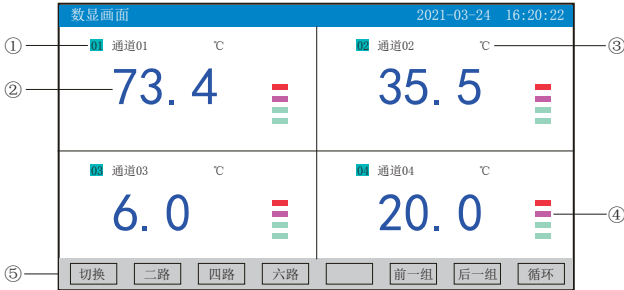 数显画面 2021-03-24 16:20:22
① 01 通道01 ℃ 02 通道02 ℃ ③
② 73.4 35.5
03 通道03 ℃ 04 通道04 ℃
6.0 20.0 ④
⑤ 切换 二路 四路 六路 前一组 后一组 循环